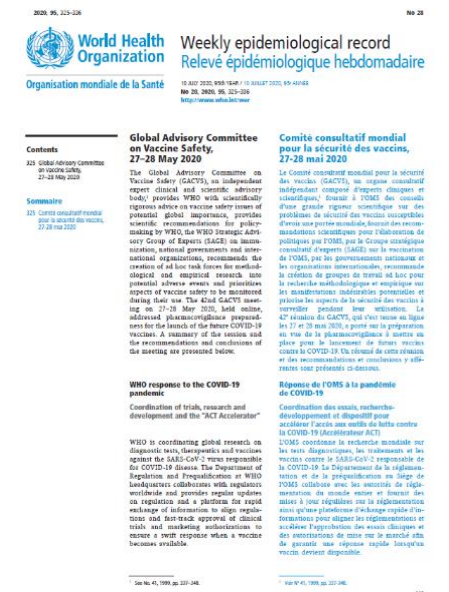 2020, 95, 325–336
No 28
World Health
Organization
Organisation mondiale de la Santé
Weekly epidemiological record
Relevé épidémiologique hebdomadaire
10 JULY 2020, 95th YEAR / 10 JUILLET 2020, 95e ANNÉE
No 28, 2020, 95, 325–336
http://www.who.int/wer
Contents
325 Global Advisory Committee
on Vaccine Safety,
27–28 May 2020
Sommaire
325 Comité consultatif mondial
pour la sécurité des vaccins,
27-28 mai 2020
Global Advisory Committee
on Vaccine Safety,
27–28 May 2020
The Global Advisory Committee on
Vaccine Safety (GACVS), an independent
expert clinical and scientific advisory
body,¹ provides WHO with scientifically
rigorous advice on vaccine safety issues of
potential global importance, provides
scientific recommendations for policy-
making by WHO, the WHO Strategic Advi-
sory Group of Experts (SAGE) on immu-
nization, national governments and inter-
national organizations, recommends the
creation of ad hoc task forces for method-
ological and empirical research into
potential adverse events and prioritizes
aspects of vaccine safety to be monitored
during their use. The 42nd GACVS meet-
ing on 27–28 May 2020, held online,
addressed pharmacovigilance prepared-
ness for the launch of the future COVID-19
vaccines. A summary of the session and
the recommendations and conclusions of
the meeting are presented below.
WHO response to the COVID-19
pandemic
Coordination of trials, research and
development and the “ACT Accelerator”
WHO is coordinating global research on
diagnostic tests, therapeutics and vaccines
against the SARS-CoV-2 virus responsible
for COVID-19 disease. The Department of
Regulation and Prequalification at WHO
headquarters collaborates with regulators
worldwide and provides regular updates
on regulation and a platform for rapid
exchange of information to align regula-
tions and fast-track approval of clinical
trials and marketing authorizations to
ensure a swift response when a vaccine
becomes available.
¹ See No. 41, 1999, pp. 337–348.
Comité consultatif mondial
pour la sécurité des vaccins,
27-28 mai 2020
Le Comité consultatif mondial pour la sécurité
des vaccins (GACVS), un organe consultatif
indépendant composé d’experts cliniques et
scientifiques,¹ fournit à l’OMS des conseils
d’une grande rigueur scientifique sur des
problèmes de sécurité des vaccins susceptibles
d’avoir une portée mondiale, fournit des recom-
mandations scientifiques pour l’élaboration de
politiques par l’OMS, par le Groupe stratégique
consultatif d’experts (SAGE) sur la vaccination
de l’OMS, par les gouvernements nationaux et
les organisations internationales, recommande
la création de groupes de travail ad hoc pour
la recherche méthodologique et empirique sur
les manifestations indésirables potentielles et
priorise les aspects de la sécurité des vaccins à
surveiller pendant leur utilisation. La
42e réunion du GACVS, qui s’est tenue en ligne
les 27 et 28 mai 2020, a porté sur la préparation
en vue de la pharmacovigilance à mettre en
place pour le lancement de futurs vaccins
contre la COVID-19. Un résumé de cette réunion
et des recommandations et conclusions y affé-
rentes sont présentés ci-dessous.
Réponse de l’OMS à la pandémie
de COVID-19
Coordination des essais, recherche-
développement et dispositif pour
accélérer l’accès aux outils de lutte contre
la COVID-19 (Accélérateur ACT)
L’OMS coordonne la recherche mondiale sur
les tests diagnostiques, les traitements et les
vaccins contre le SARS-CoV-2 responsable de
la COVID-19. Le Département de la réglemen-
tation et de la préqualification au Siège de
l’OMS collabore avec les autorités de régle-
mentation du monde entier et fournit des
mises à jour régulières sur la réglementation
ainsi qu’une plateforme d’échange rapide d’in-
formations pour aligner les réglementations et
accélérer l’approbation des essais cliniques et
des autorisations de mise sur le marché afin
de garantir une réponse rapide lorsqu’un
vaccin devient disponible.
¹ Voir N° 41, 1999, pp. 337-348.